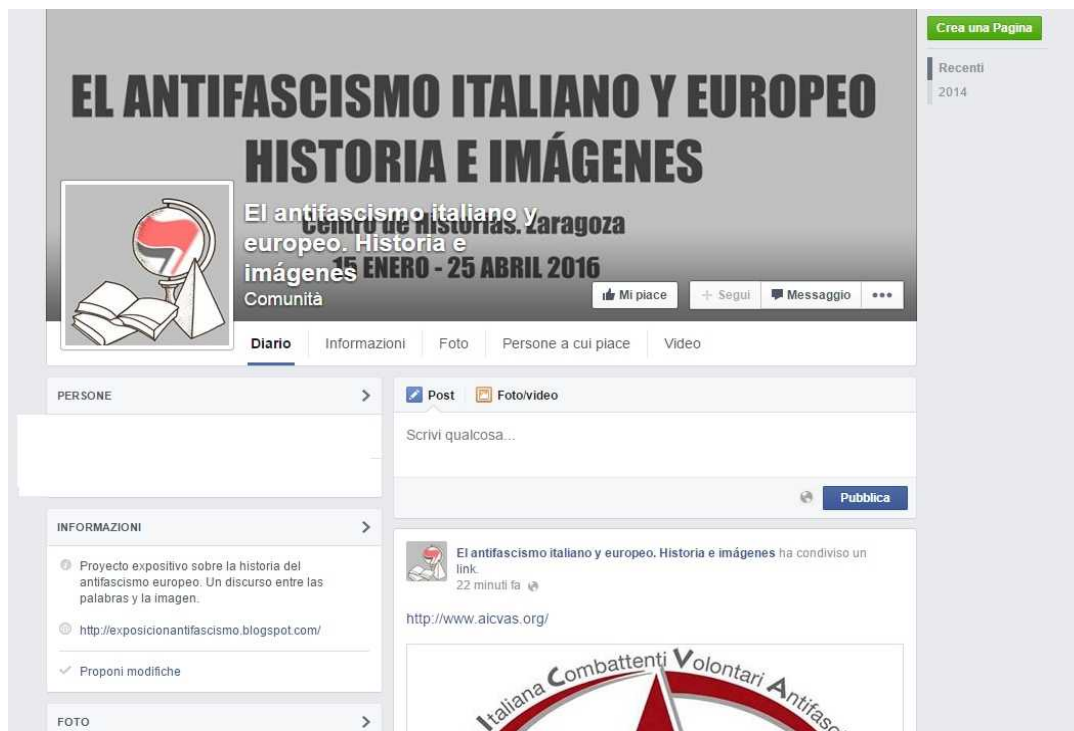 Crea una Pagina
Recenti
2014
EL ANTIFASCISMO ITALIANO Y EUROPEO
HISTORIA E IMÁGENES
Centro de Historias. Zaragoza
15 ENERO - 25 ABRIL 2016
El antifascismo italiano y
europeo. Historia e
imágenes
Comunità
Mi piace
+ Segui
Messaggio
Diario Informazioni Foto Persone a cui piace Video
PERSONE
INFORMAZIONI
Proyecto expositivo sobre la historia del
antifascismo europeo. Un discurso entre las
palabras y la imagen.
http://exposicionantifascismo.blogspot.com/
Proponi modifiche
FOTO
Post Foto/video
Scrivi qualcosa...
Pubblica
El antifascismo italiano y europeo. Historia e imágenes ha condiviso un
link.
22 minuti fa
http://www.aicvas.org/
Italiana Combattenti Volontari Antifasc